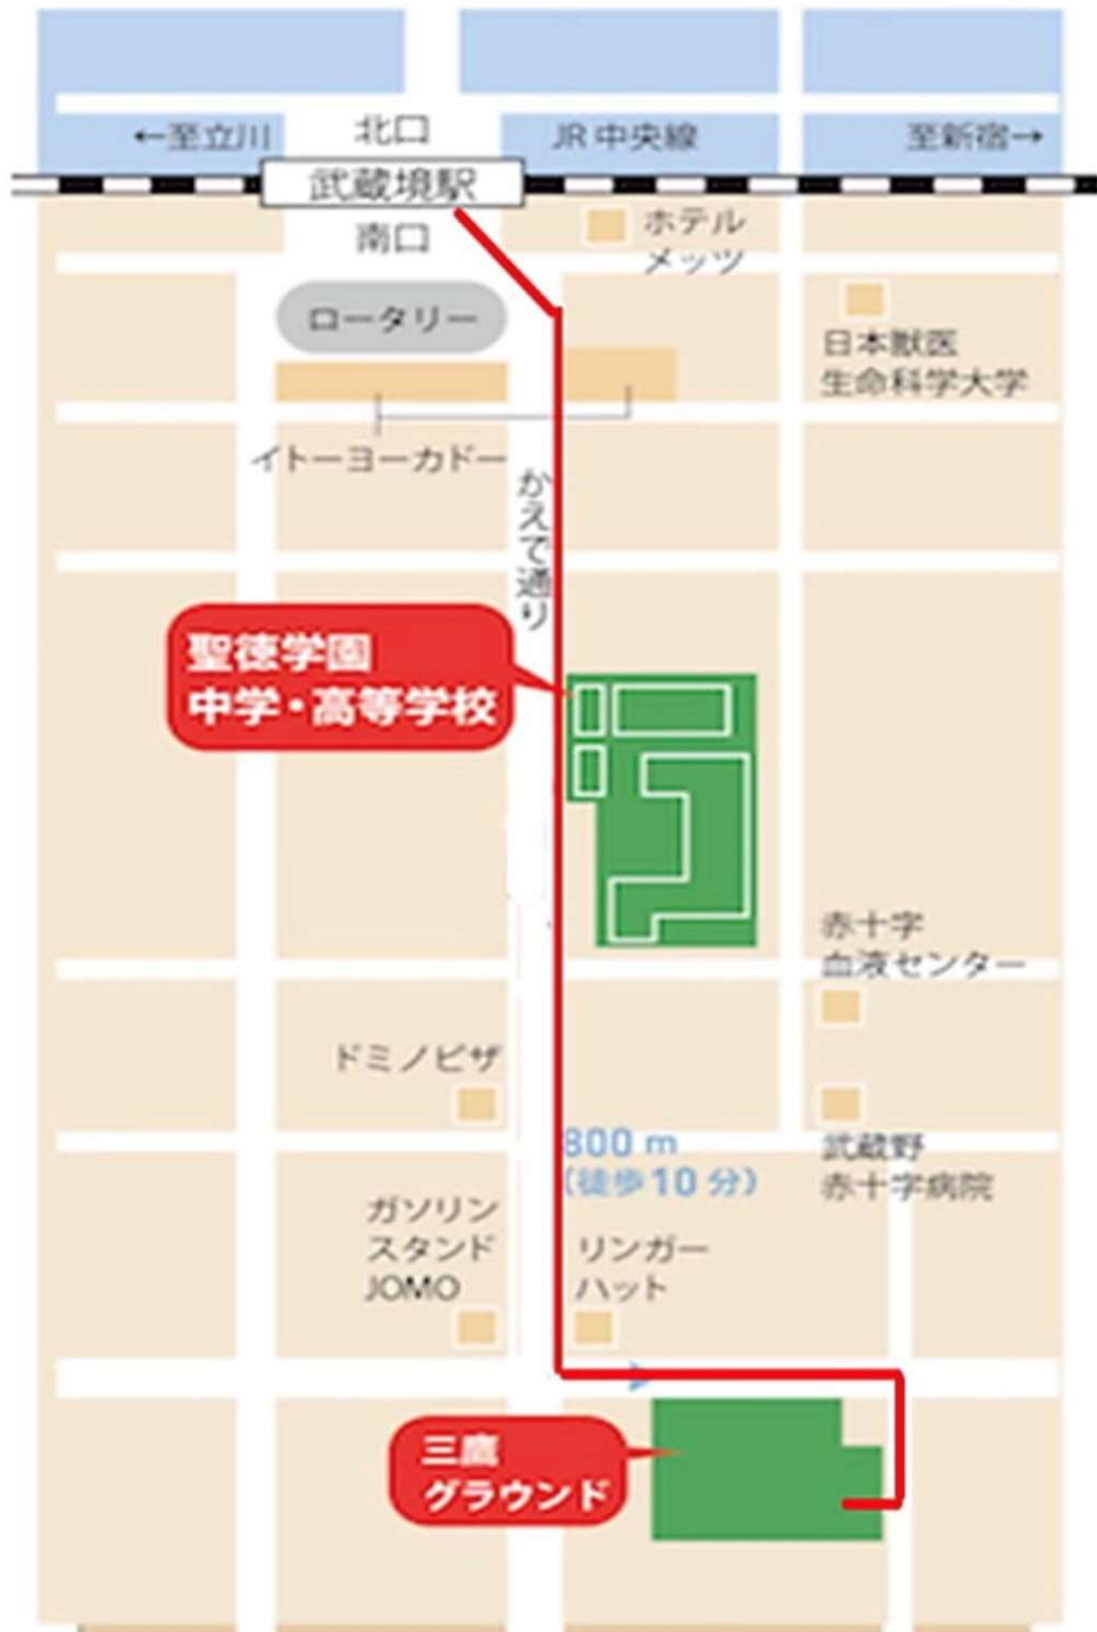 北口
←至立川
JR中央線
至新宿→
武蔵境駅
南口
ホテル
メッツ
ロータリー
日本獣医
生命科学大学
イトーヨーカドー
かえで通り
聖徳学園
中学・高等学校
赤十字
血液センター
ドミノピザ
800 m
(徒歩10分)
武蔵野
赤十字病院
ガソリン
スタンド
JOMO
リンガー
ハット
三鷹
グラウンド